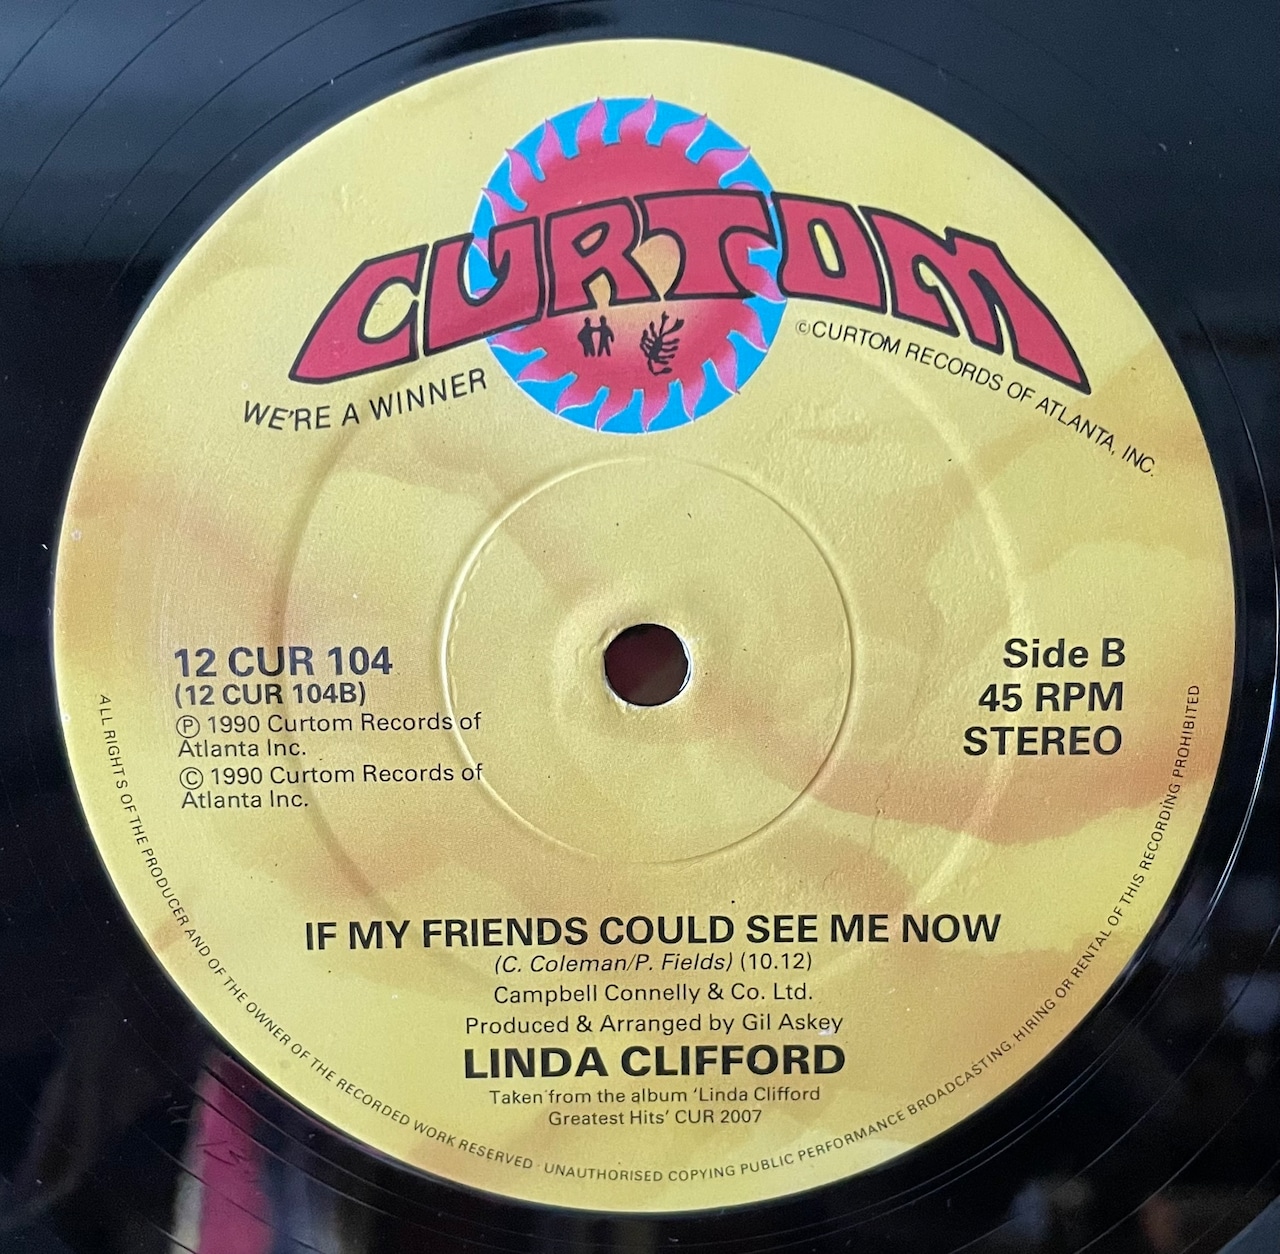 CURTOM
WE'RE A WINNER
©CURTOM RECORDS OF ATLANTA, INC.
12 CUR 104
(12 CUR 104B)
Ⓟ 1990 Curtom Records of
Atlanta Inc.
© 1990 Curtom Records of
Atlanta Inc.
Side B
45 RPM
STEREO
IF MY FRIENDS COULD SEE ME NOW
(C. Coleman/P. Fields) (10.12)
Campbell Connelly & Co. Ltd.
Produced & Arranged by Gil Askey
LINDA CLIFFORD
Taken from the album ‘Linda Clifford
Greatest Hits’ CUR 2007
ALL RIGHTS OF THE PRODUCER AND OF THE OWNER OF THE RECORDED WORK RESERVED · UNAUTHORISED COPYING PUBLIC PERFORMANCE BROADCASTING, HIRING OR RENTAL OF THIS RECORDING PROHIBITED